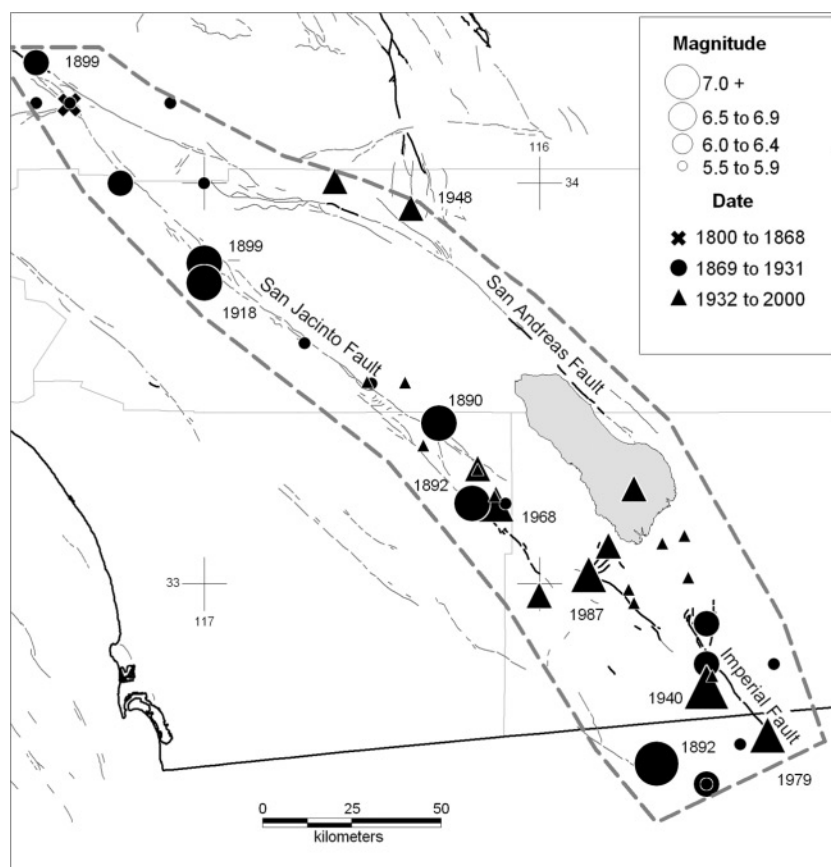 Magnitude
7.0 +
6.5 to 6.9
6.0 to 6.4
5.5 to 5.9
Date
1800 to 1868
1869 to 1931
1932 to 2000
1899
116
34
1948
1899
1918
San Jacinto Fault
San Andreas Fault
1890
1892
1968
33
117
1987
Imperial Fault
1940
1892
1979
0 25 50
kilometers